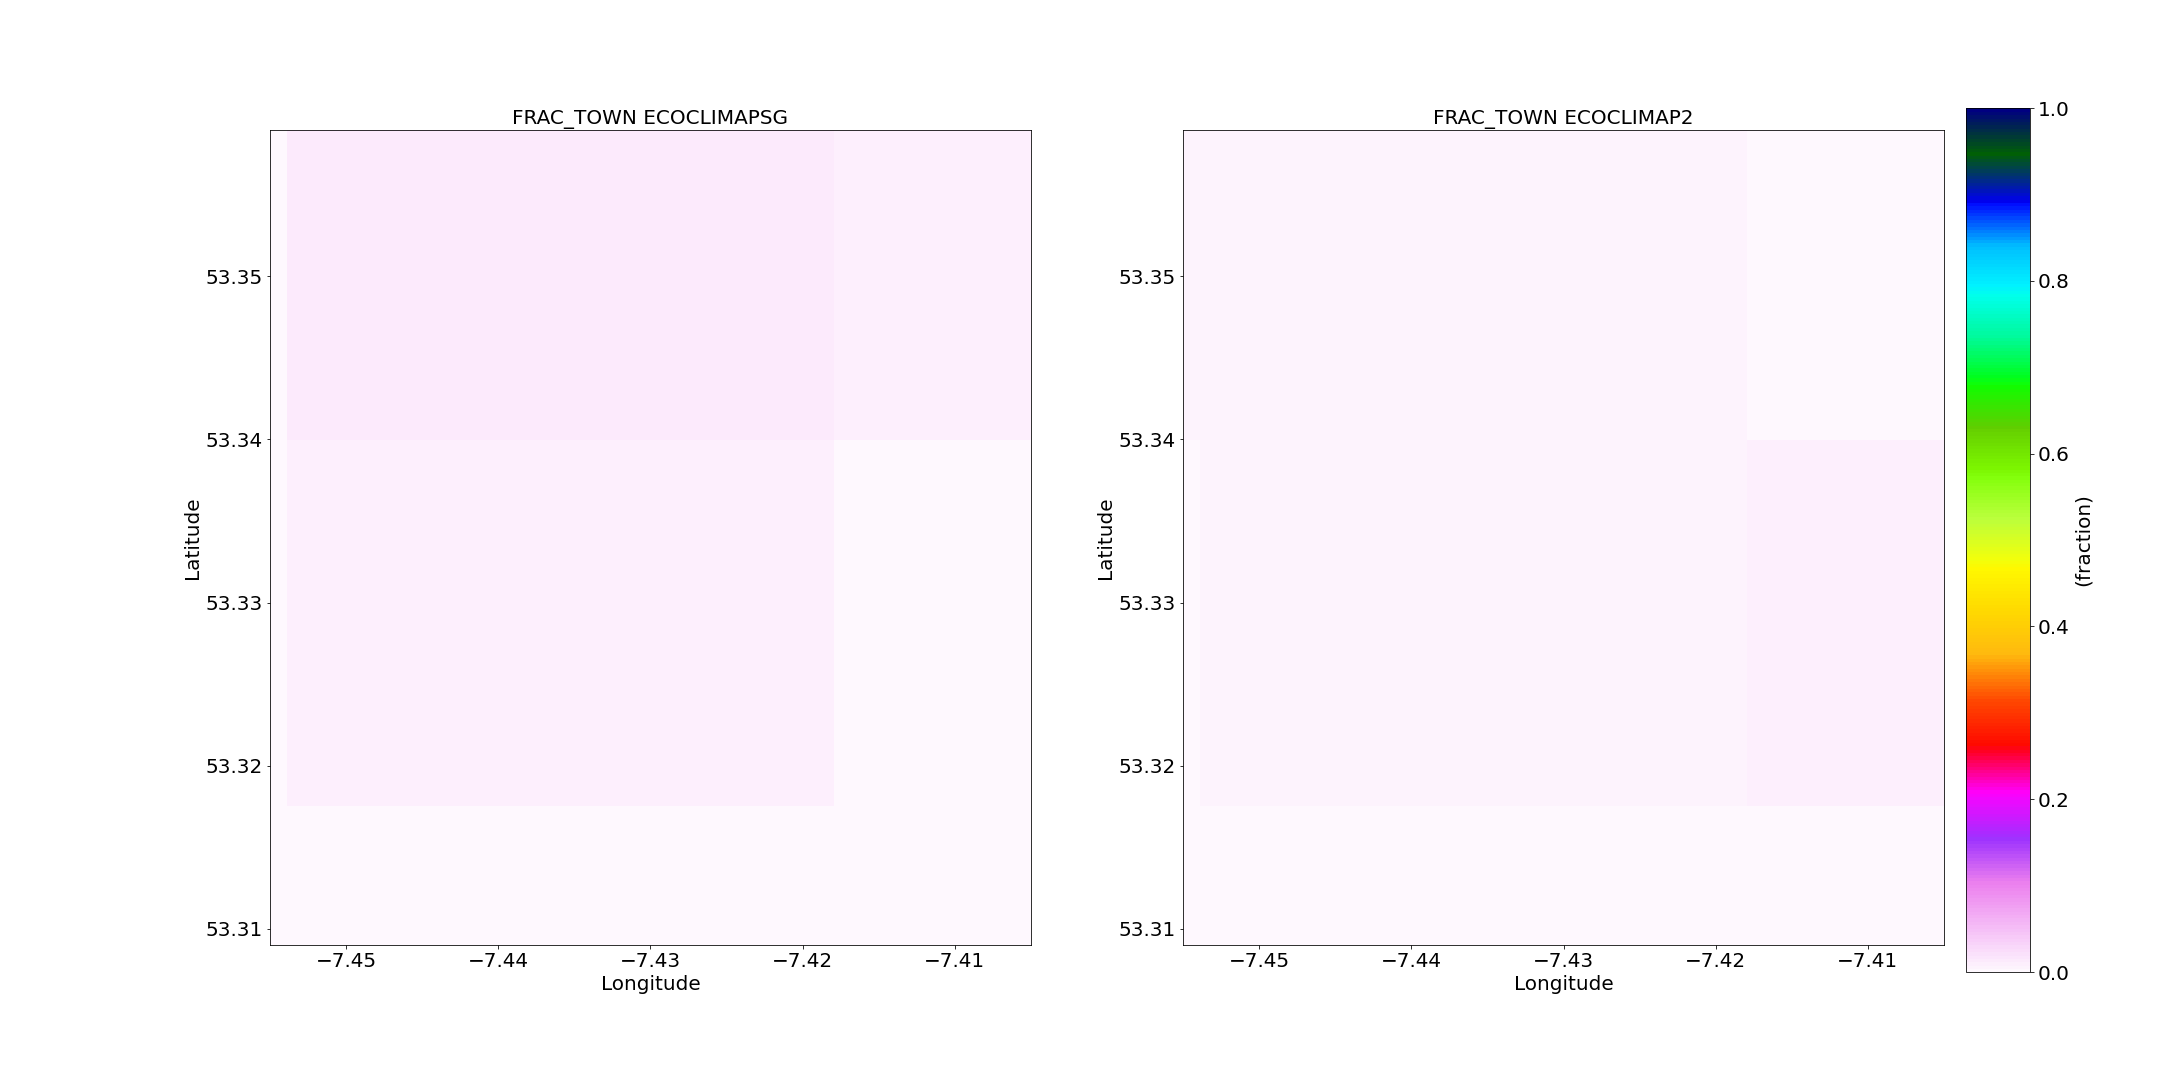 FRAC_TOWN ECOCLIMAPSG
53.35
53.34
53.33
53.32
53.31
Latitude
−7.45 −7.44 −7.43 −7.42 −7.41
Longitude
FRAC_TOWN ECOCLIMAP2
53.35
53.34
53.33
53.32
53.31
Latitude
−7.45 −7.44 −7.43 −7.42 −7.41
Longitude
1.0
0.8
0.6
0.4
0.2
0.0
(fraction)